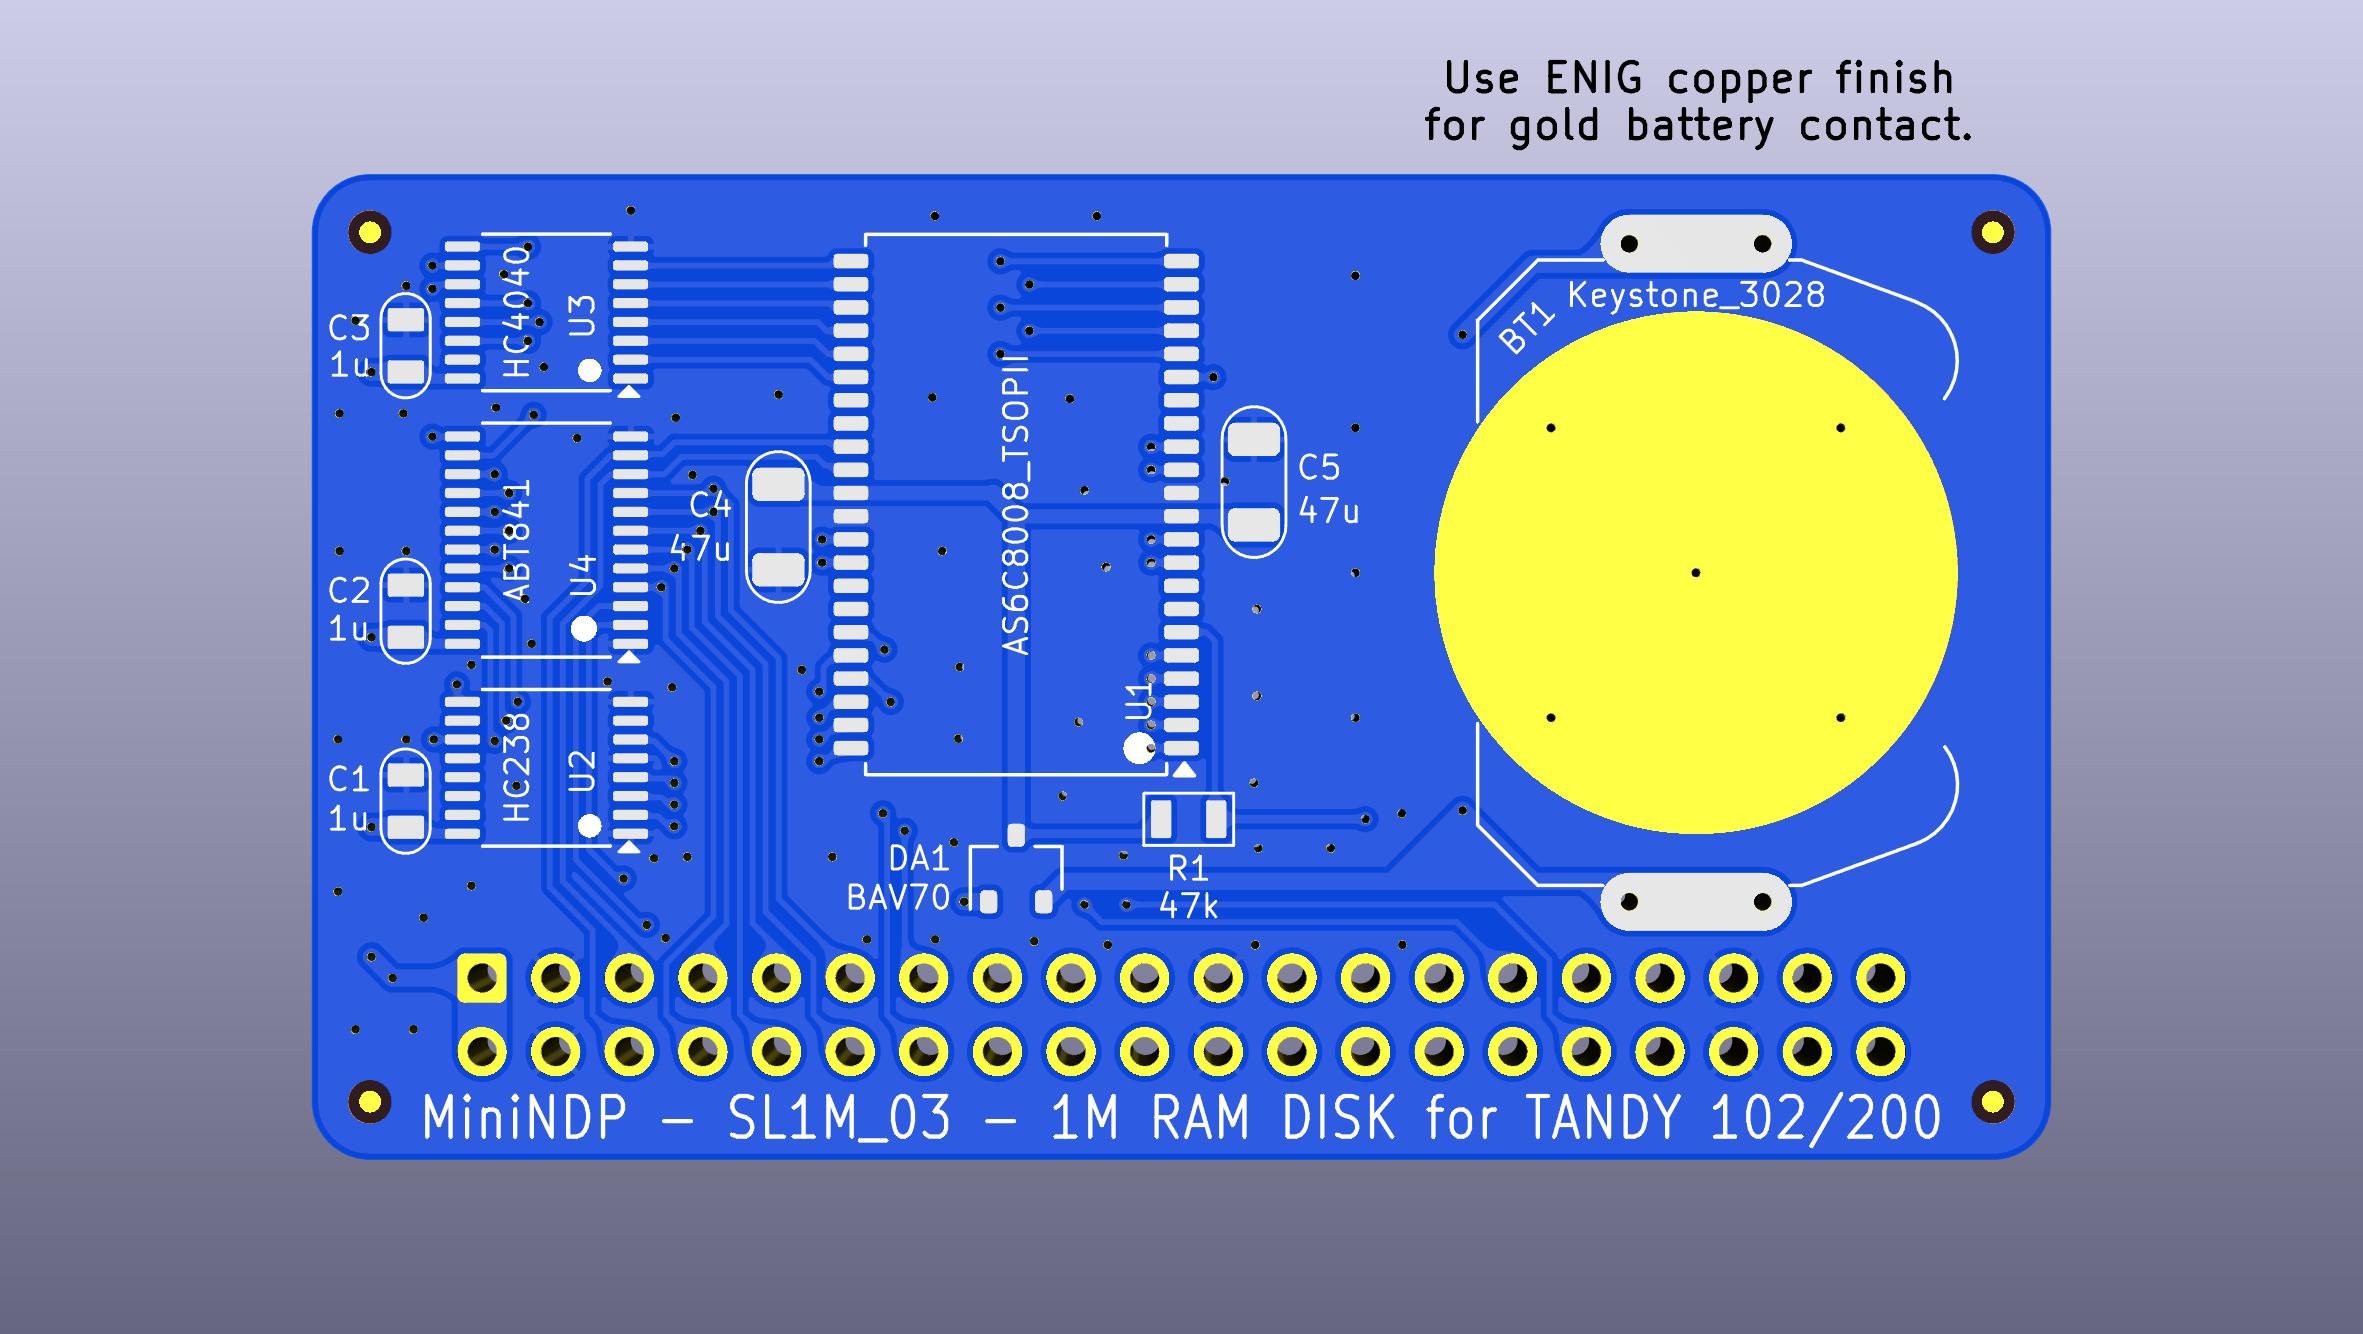 Use ENIG copper finish
for gold battery contact.
HC4040
U3
C3
1u
Keystone_3028
BT1
AS6C8008_TSOPII
U1
C5
47u
C4
47u
ABT841
U4
C2
1u
HC238
U2
C1
1u
DA1
BAV70
R1
47k
MiniNDP - SL1M_03 - 1M RAM DISK for TANDY 102/200